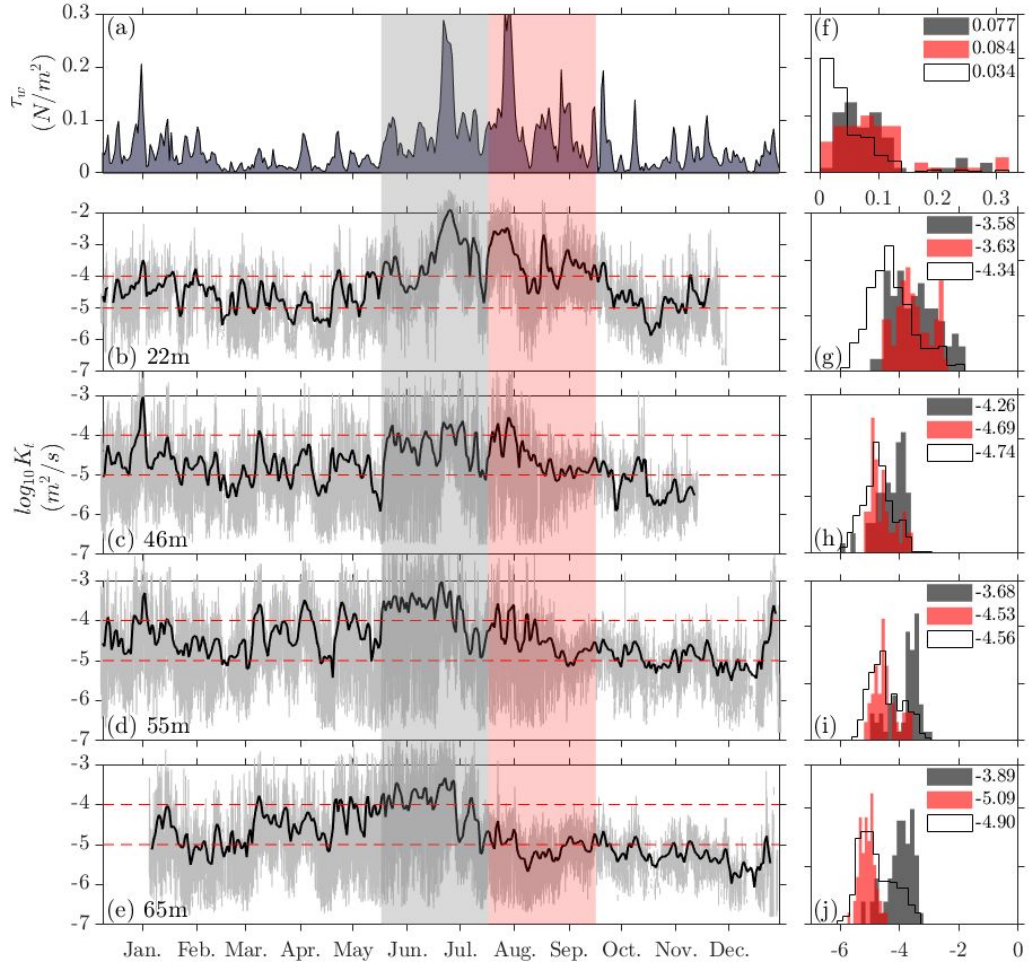 (a)
0.3
0.2
0.1
0
τ_w
(N/m²)
(f)
0.077
0.084
0.034
0 0.1 0.2 0.3
-2
-3
-4
-5
-6
-7
(b) 22m
(g)
-3.58
-3.63
-4.34
-3
-4
-5
-6
-7
(c) 46m
log₁₀K_t
(m²/s)
(h)
-4.26
-4.69
-4.74
-3
-4
-5
-6
-7
(d) 55m
(i)
-3.68
-4.53
-4.56
-3
-4
-5
-6
-7
(e) 65m
(j)
-3.89
-5.09
-4.90
Jan. Feb. Mar. Apr. May Jun. Jul. Aug. Sep. Oct. Nov. Dec.
-6 -4 -2 0